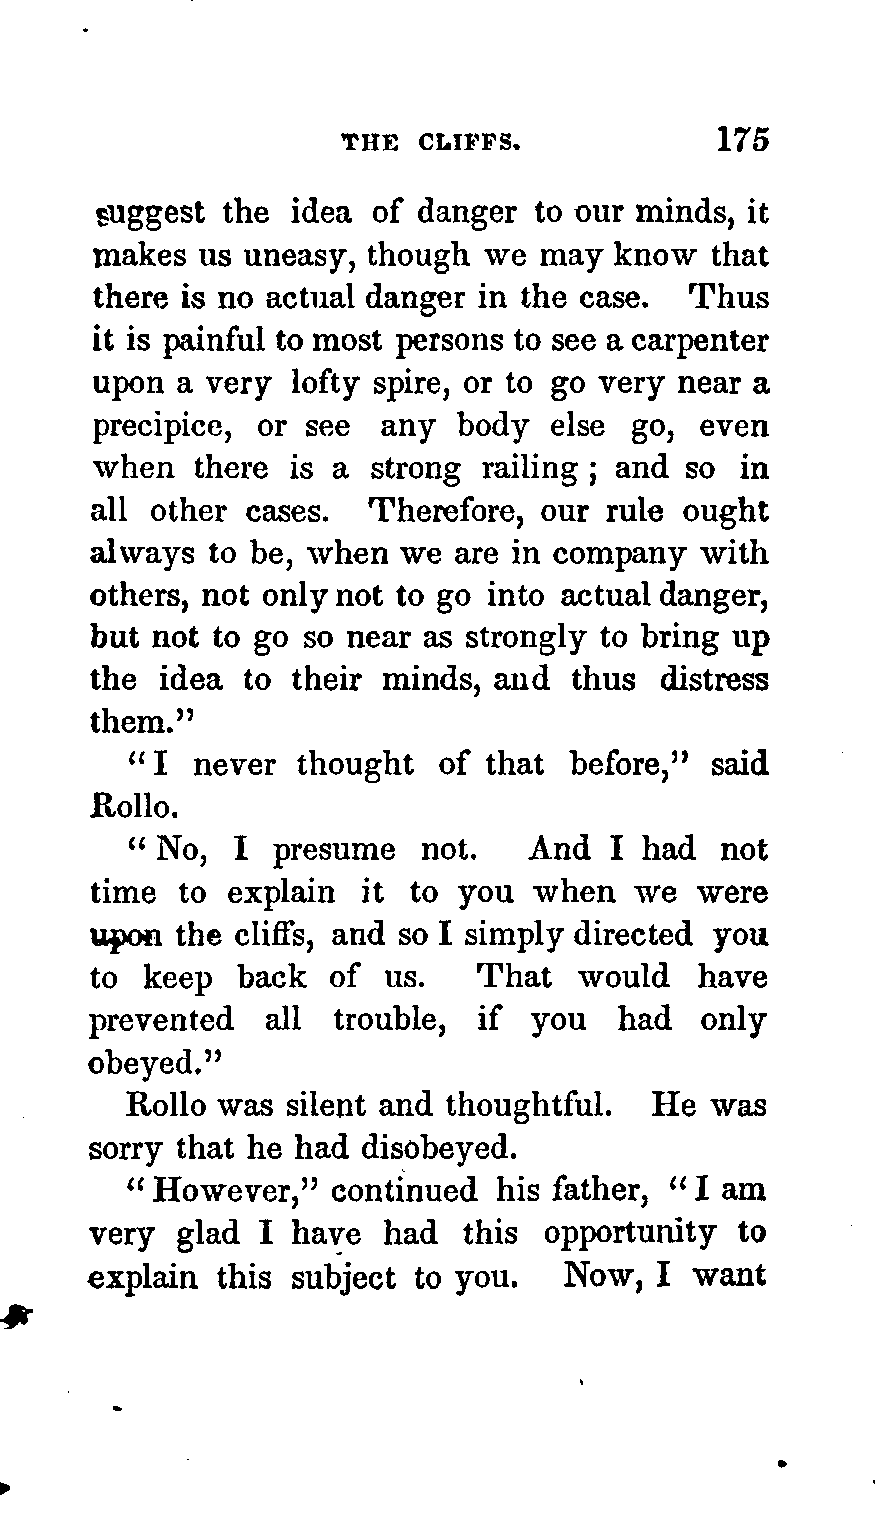 THE CLIFFS. 175
suggest the idea of danger to our minds, it
makes us uneasy, though we may know that
there is no actual danger in the case. Thus
it is painful to most persons to see a carpenter
upon a very lofty spire, or to go very near a
precipice, or see any body else go, even
when there is a strong railing ; and so in
all other cases. Therefore, our rule ought
always to be, when we are in company with
others, not only not to go into actual danger,
but not to go so near as strongly to bring up
the idea to their minds, and thus distress
them.”
“ I never thought of that before,” said
Rollo.
“ No, I presume not. And I had not
time to explain it to you when we were
upon the cliffs, and so I simply directed you
to keep back of us. That would have
prevented all trouble, if you had only
obeyed.”
Rollo was silent and thoughtful. He was
sorry that he had disobeyed.
“ However,” continued his father, “ I am
very glad I have had this opportunity to
explain this subject to you. Now, I want